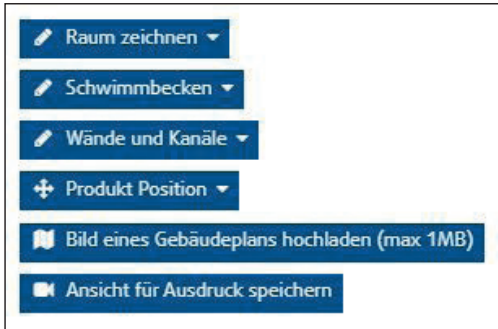 Raum zeichnen
Schwimmbecken
Wände und Kanäle
Produkt Position
Bild eines Gebäudeplans hochladen (max 1MB)
Ansicht für Ausdruck speichern